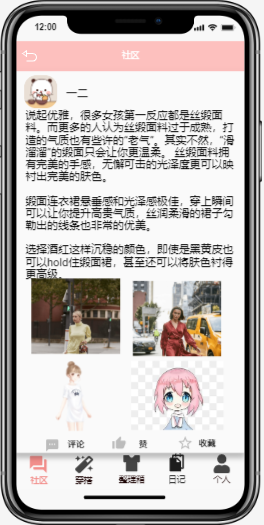 12:00
社区
一二
说起优雅，很多女孩第一反应都是丝缎面
料。而更多的人认为丝缎面料过于成熟，打
造的气质也有些许的“老气”。其实不然，“滑
溜溜”的缎面只会让你更温柔。 丝缎面料拥
有完美的手感，无懈可击的光泽度更可以映
衬出完美的肤色。
缎面连衣裙悬垂感和光泽感极佳，穿上瞬间
可以让你提升高贵气质，丝润柔滑的裙子勾
勒出的线条也非常的优美。
选择酒红这样沉稳的颜色，即使是黑黄皮也
可以hold住缎面裙，甚至还可以将肤色衬得
更高级。
评论 赞 收藏
社区 穿搭 日记 个人